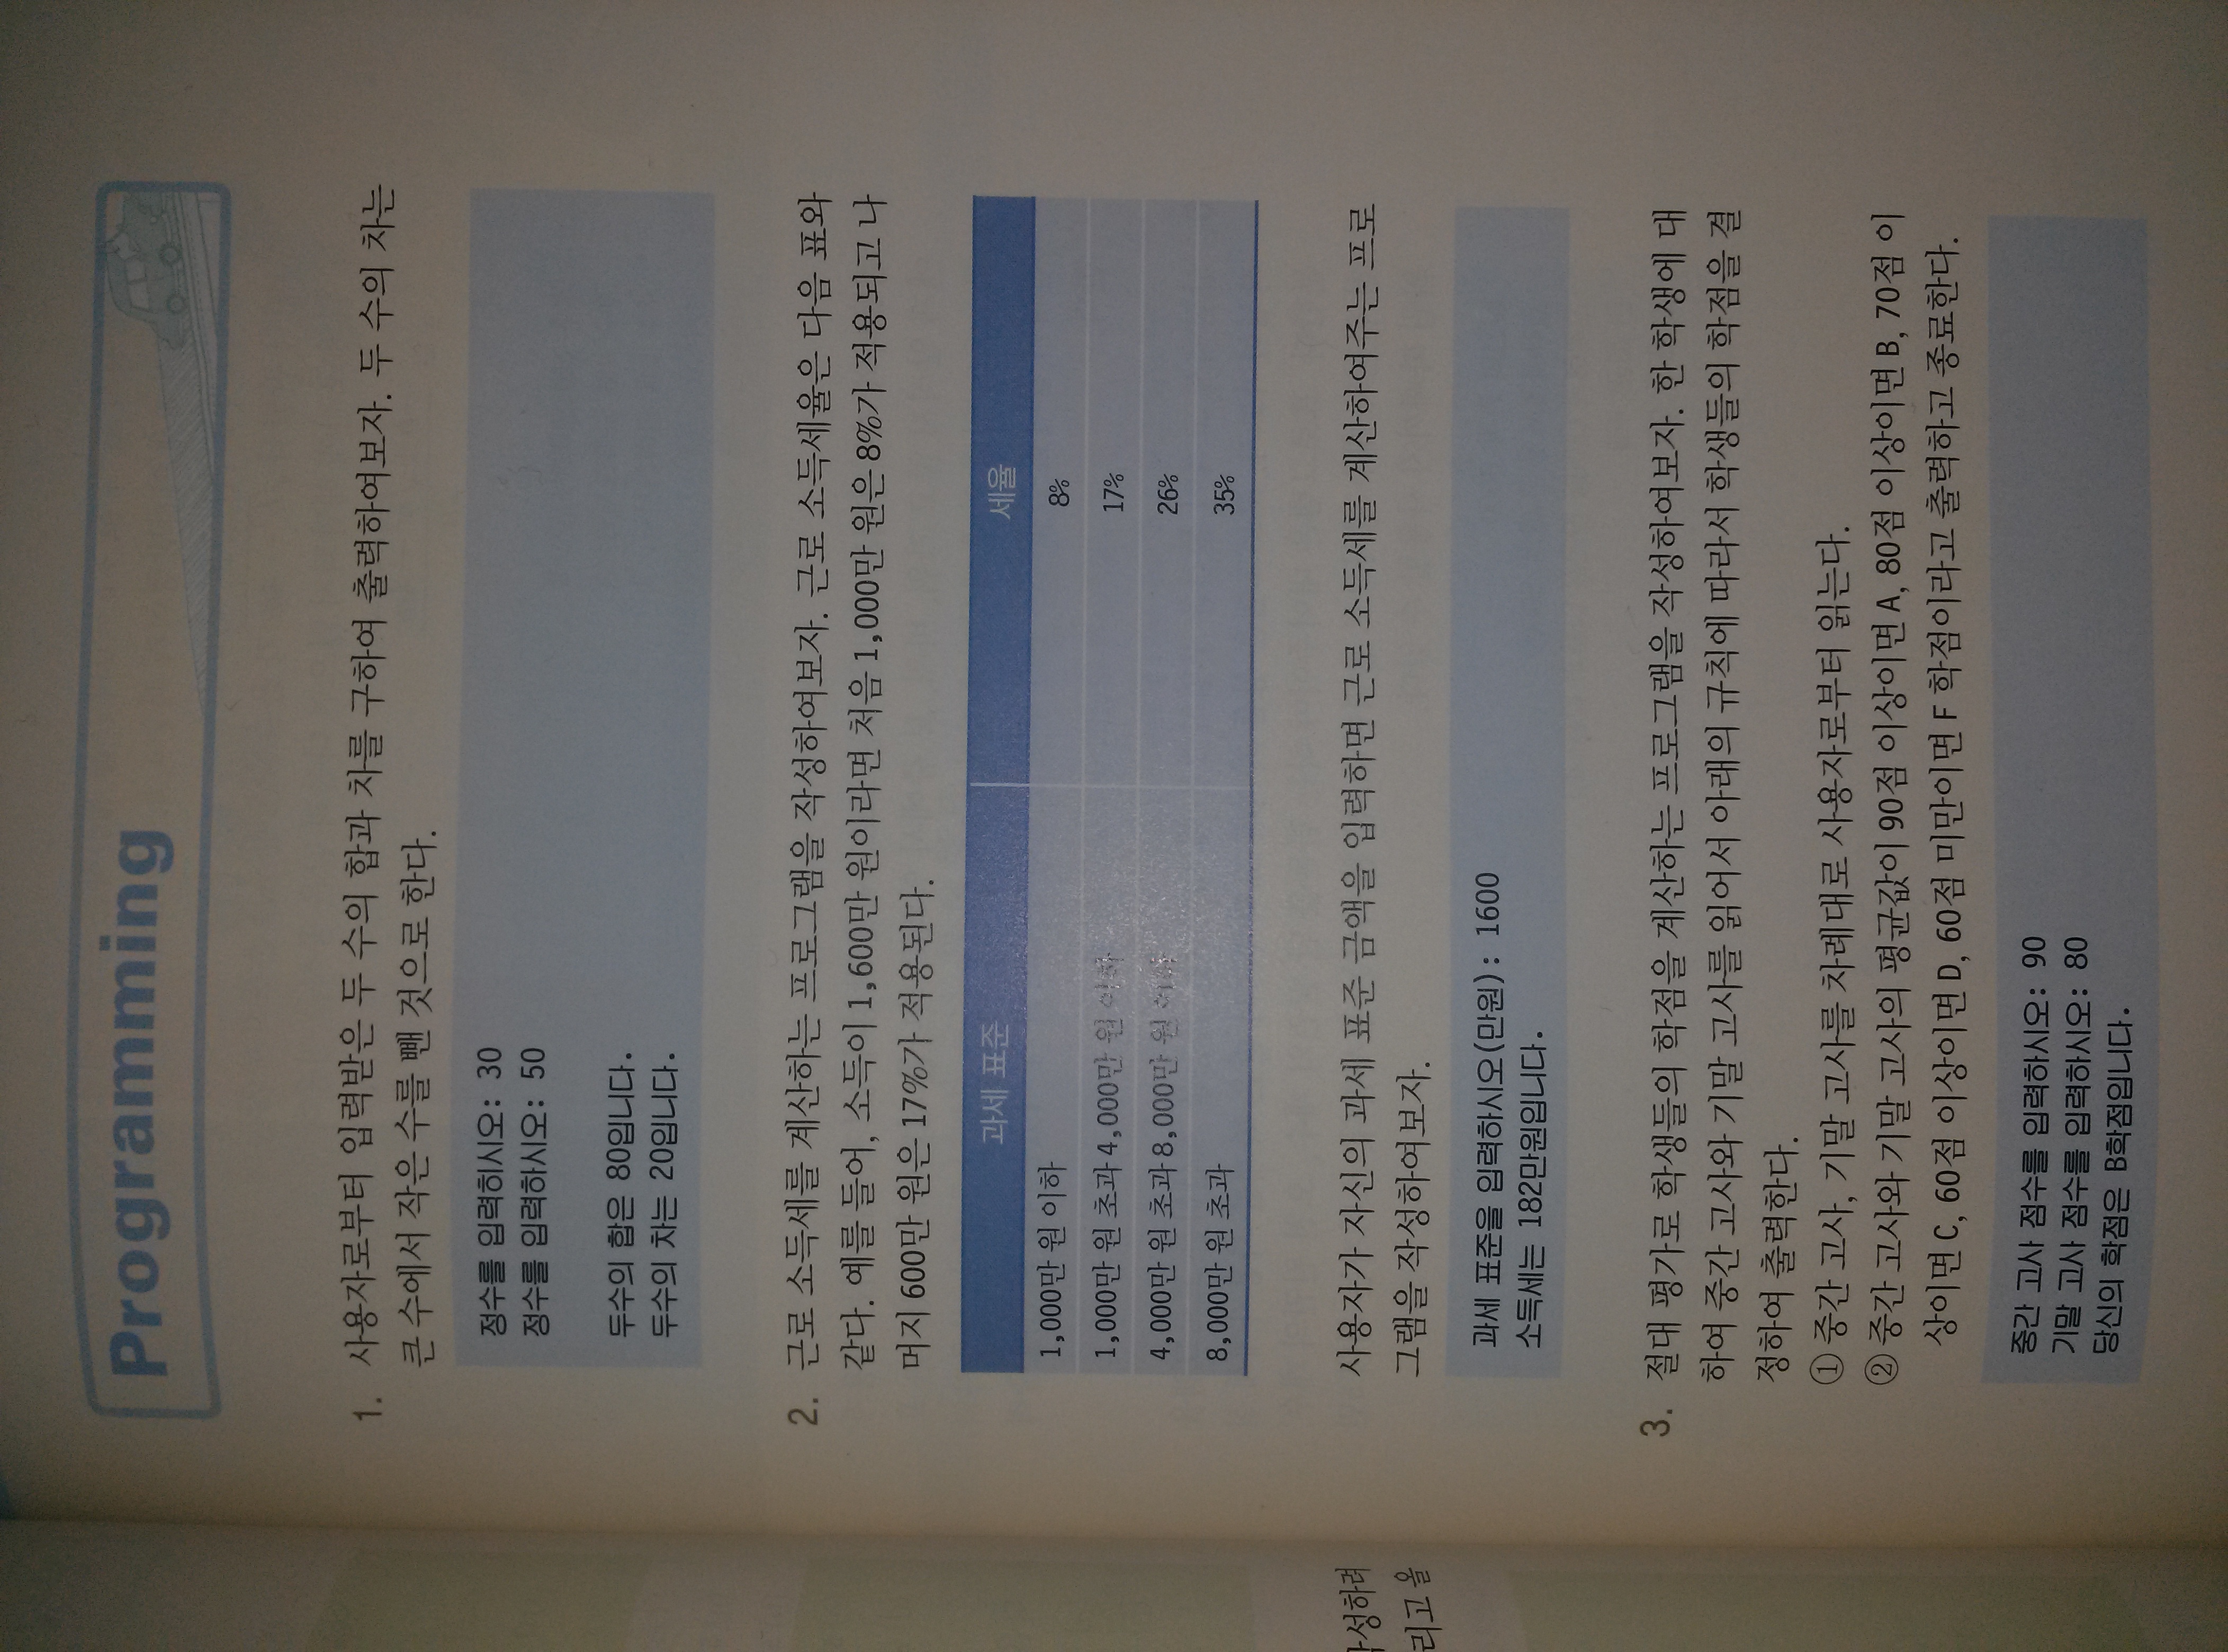 Programming
1. 사용자로부터 입력받은 두 수의 합과 차를 구하여 출력하여보자. 두 수의 차는
큰 수에서 작은 수를 뺀 것으로 한다.
정수를 입력히시오: 30
정수를 입력하시오: 50
두수의 합은 80입니다.
두수의 차는 20입니다.
2. 근로 소득세를 계산하는 프로그램을 작성하여보자. 근로 소득세율은 다음 표와
같다. 예를 들어, 소득이 1,600만 원이라면 처음 1,000만 원은 8%가 적용되고 나
머지 600만 원은 17%가 적용된다.
과세 표준 세율
1,000만 원 이하 8%
1,000만 원 초과 4,000만 원 이하 17%
4,000만 원 초과 8,000만 원 이하 26%
8,000만 원 초과 35%
사용자가 자신의 과세 표준 금액을 입력하면 근로 소득세를 계산하여주는 프로
그램을 작성하여보자.
작성하려
리고 올
과세 표준을 입력하시오(만원): 1600
소득세는 182만원입니다.
3. 절대 평가로 학생들의 학점을 계산하는 프로그램을 작성하여보자. 한 학생에 대
하여 중간 고사와 기말 고사를 읽어서 아래의 규칙에 따라서 학생들의 학점을 결
정하여 출력한다.
① 중간 고사, 기말 고사를 차례대로 사용자로부터 읽는다.
② 중간 고사와 기말 고사의 평균값이 90점 이상이면 A, 80점 이상이면 B, 70점 이
상이면 C, 60점 이상이면 D, 60점 미만이면 F 학점이라고 출력하고 종료한다.
중간 고사 점수를 입력하시오: 90
기말 고사 점수를 입력하시오: 80
당신의 학점은 B학점입니다.